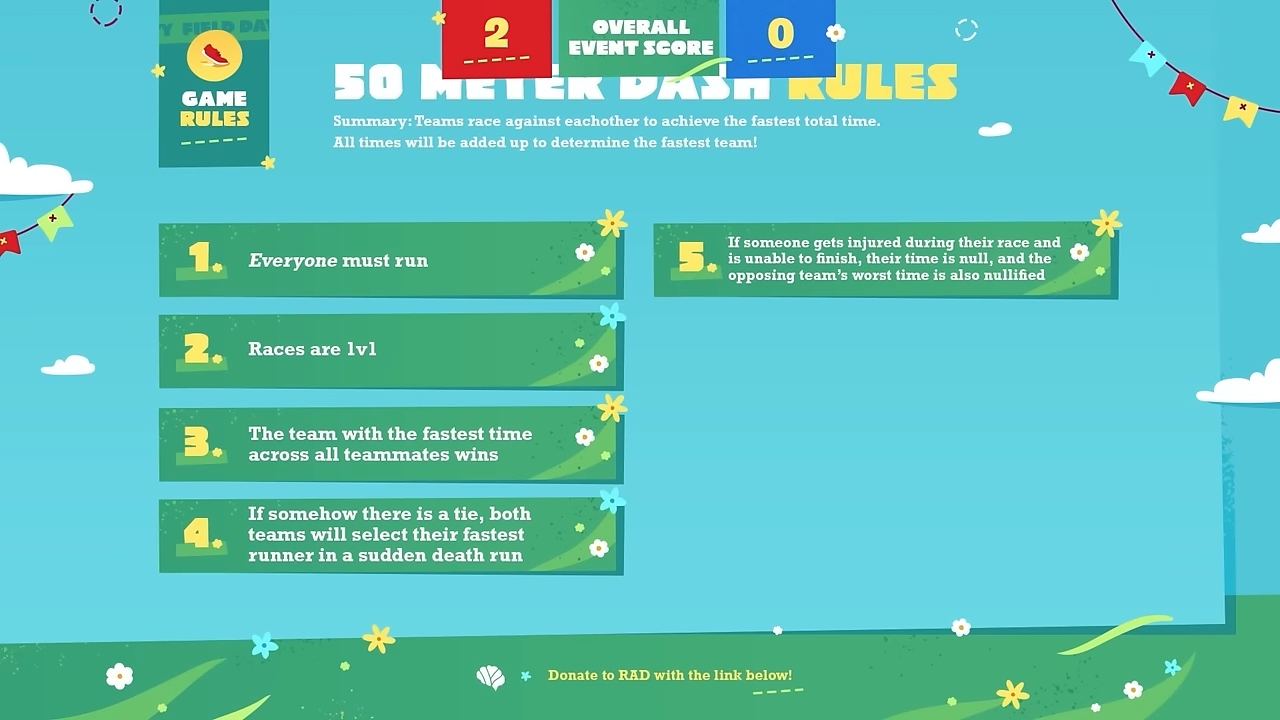 2
OVERALL
EVENT SCORE
0
FIELD DAY
GAME
RULES
50 METER DASH RULES
Summary: Teams race against eachother to achieve the fastest total time.
All times will be added up to determine the fastest team!
1.
Everyone must run
2.
Races are 1v1
3.
The team with the fastest time
across all teammates wins
4.
If somehow there is a tie, both
teams will select their fastest
runner in a sudden death run
5.
If someone gets injured during their race and
is unable to finish, their time is null, and the
opposing team's worst time is also nullified
Donate to RAD with the link below!